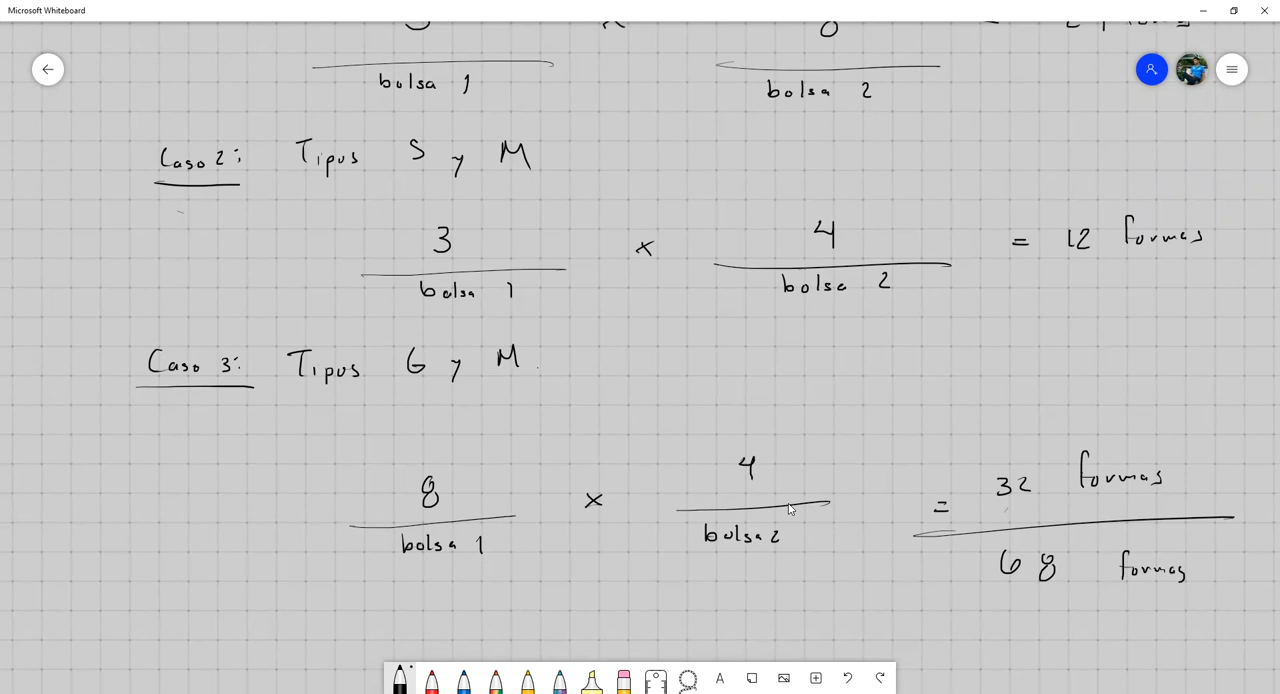 Microsoft Whiteboard
bolsa 1
bolsa 2
Caso 2: Tipos S y M
3 x 4 = 12 formas
bolsa 1 bolsa 2
Caso 3: Tipos G y M
8 x 4 = 32 formas
bolsa 1 bolsa 2
68 formas
A